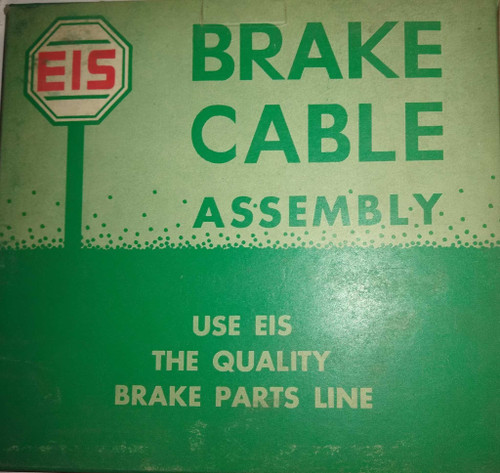 EIS
BRAKE
CABLE
ASSEMBLY
USE EIS
THE QUALITY
BRAKE PARTS LINE